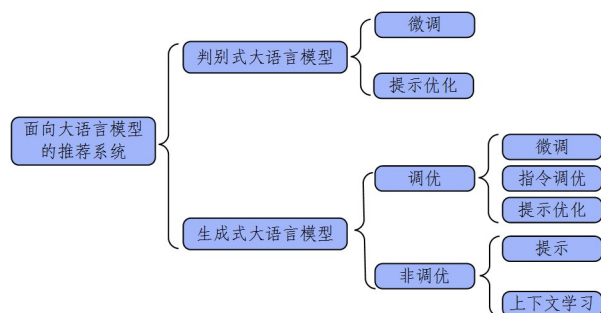 面向大语言模型
的推荐系统
判别式大语言模型
微调
提示优化
生成式大语言模型
调优
微调
指令调优
提示优化
非调优
提示
上下文学习